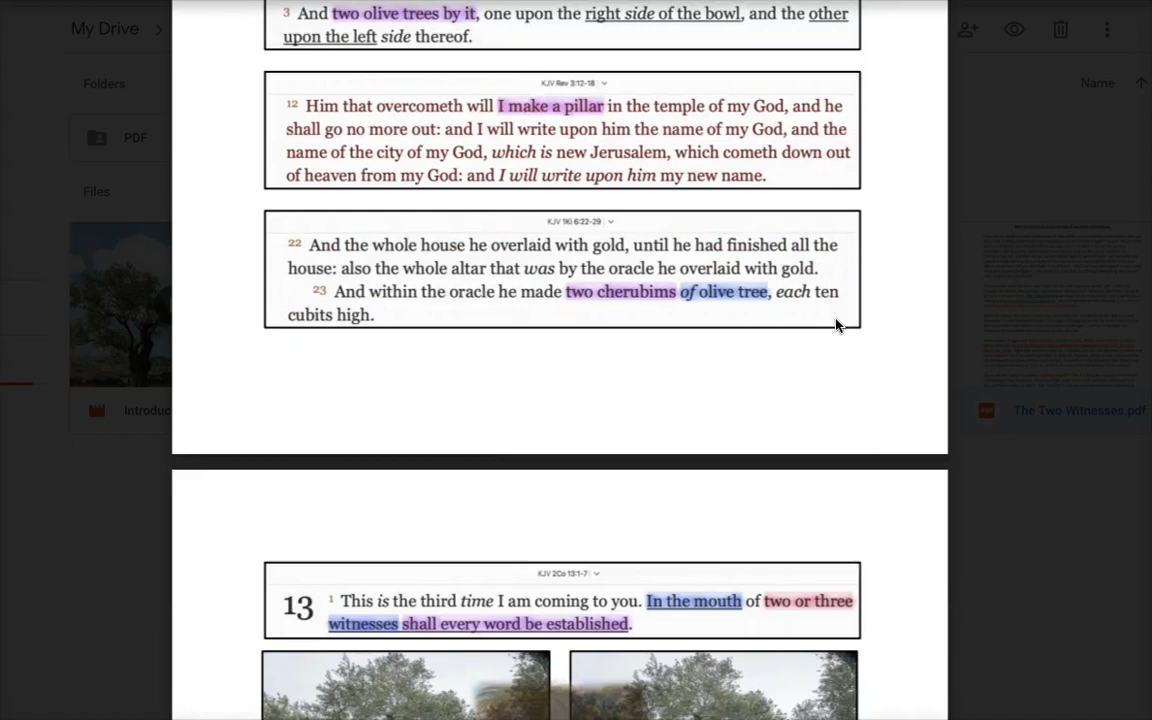 3 And two olive trees by it, one upon the right side of the bowl, and the other
upon the left side thereof.
My Drive
Name
KJV Rev 3:12-18
12 Him that overcometh will I make a pillar in the temple of my God, and he
shall go no more out: and I will write upon him the name of my God, and the
name of the city of my God, which is new Jerusalem, which cometh down out
of heaven from my God: and I will write upon him my new name.
Folders
PDF
Files
KJV 1Ki 6:22-29
22 And the whole house he overlaid with gold, until he had finished all the
house: also the whole altar that was by the oracle he overlaid with gold.
23 And within the oracle he made two cherubims of olive tree, each ten
cubits high.
Introduc
The Two Witnesses.pdf
KJV 2Co 13:1-7
13 1 This is the third time I am coming to you. In the mouth of two or three
witnesses shall every word be established.